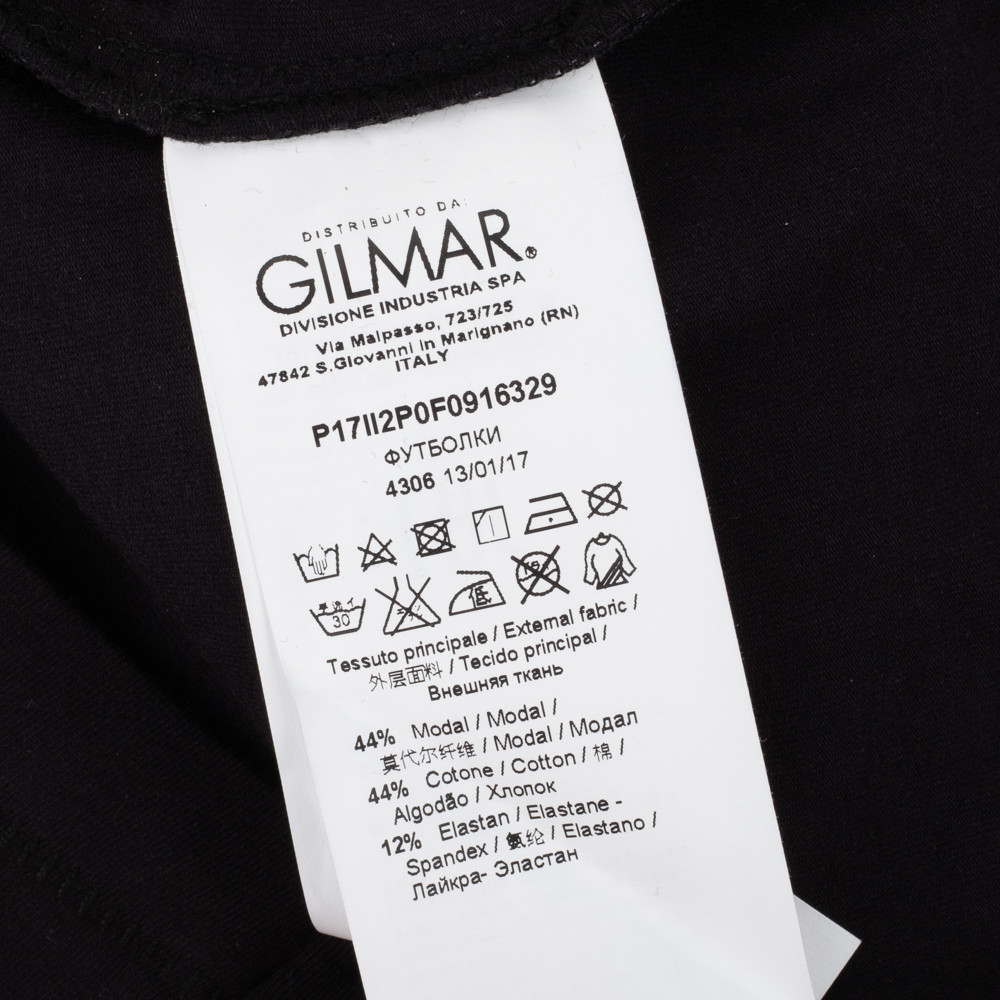 DISTRIBUITO DA:
GILMAR®
DIVISIONE INDUSTRIA SPA
Via Malpasso, 723/725
47842 S.Giovanni in Marignano (RN)
ITALY
P17II2P0F0916329
ФУТБОЛКИ
4306 13/01/17
30 低
Tessuto principale / External fabric /
外层面料 / Tecido principal /
Внешняя ткань
44% Modal / Modal /
莫代尔纤维 / Modal / Модал
44% Cotone / Cotton / 棉 /
Algodão / Хлопок
12% Elastan / Elastane -
Spandex / 氨纶 / Elastano /
Лайкра- Эластан